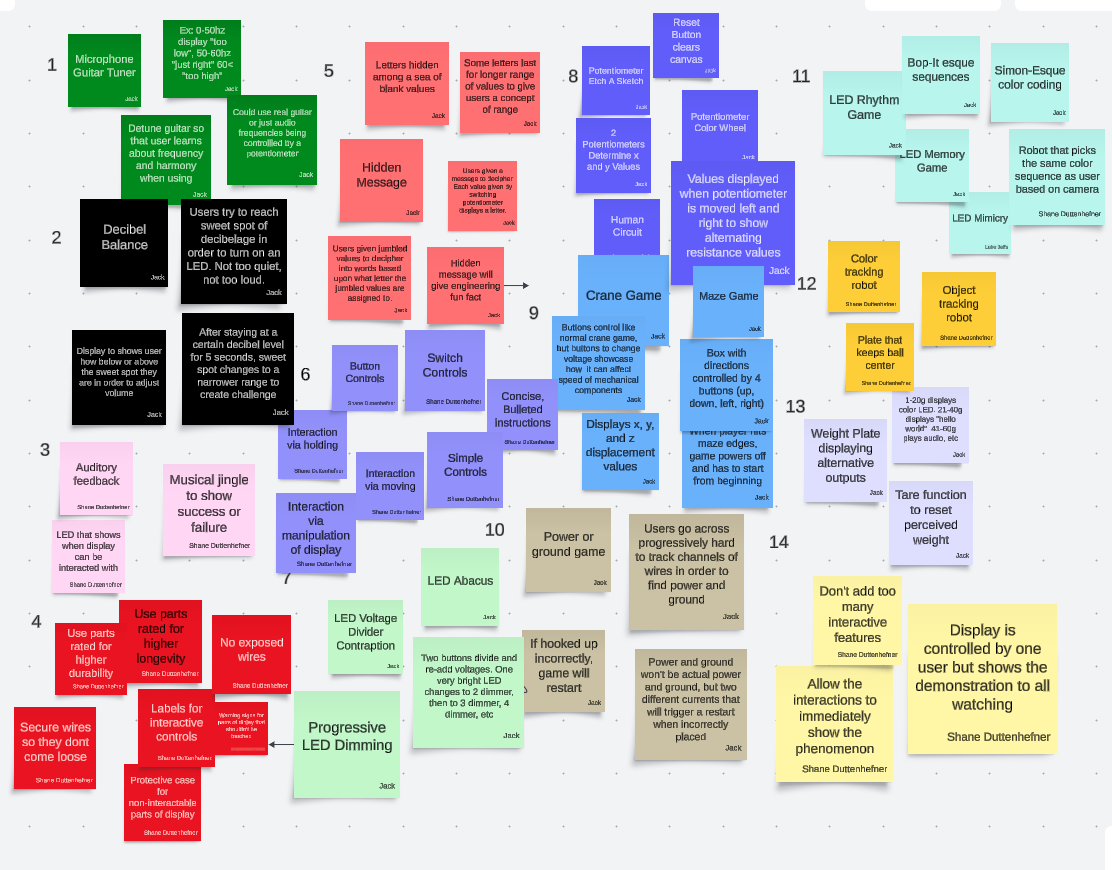 1
Microphone
Guitar Tuner
Jack
Ex: 0-50hz
display "too
low", 50-60hz
"just right" 60<
= "too high"
Jack
Detune guitar so
that user learns
about frequency
and harmony
when using
Jack
Could use real guitar
or just audio
frequencies being
controlled by a
potentiometer
Jack
2
Decibel
Balance
Jack
Users try to reach
sweet spot of
decibelage in
order to turn on an
LED. Not too quiet,
not too loud.
Jack
Display to shows user
how below or above
the sweet spot they
are in order to adjust
volume
Jack
After staying at a
certain decibel level
for 5 seconds, sweet
spot changes to a
narrower range to
create challenge
Jack
3
Auditory
feedback
Shane Duttenhefner
Musical jingle
to show
success or
failure
Shane Duttenhefner
LED that shows
when display
can be
interacted with
Shane Duttenhefner
4
Use parts
rated for
higher
durability
Shane Duttenhefner
Use parts
rated for
higher
longevity
Shane Duttenhefner
No exposed
wires
Shane Duttenhefner
Secure wires
so they dont
come loose
Shane Duttenhefner
Labels for
interactive
controls
Shane Duttenhefner
Warning signs for
parts of display that
shouldn't be
touched
Protective case
for
non-interactable
parts of display
Shane Duttenhefner
5
Letters hidden
among a sea of
blank values
Jack
Some letters last
for longer range
of values to give
users a concept
of range
Jack
Hidden
Message
Jack
Users given a
message to decipher
Each value given by
switching
potentiometer
displays a letter.
Jack
Users given jumbled
values to decipher
into words based
upon what letter the
jumbled values are
assigned to.
Jack
Hidden
message will
give engineering
fun fact
Jack
6
Button
Controls
Shane Duttenhefner
Switch
Controls
Shane Duttenhefner
Concise,
Bulleted
Instructions
Shane Duttenhefner
Interaction
via holding
Shane Duttenhefner
Interaction
via moving
Shane Duttenhefner
Simple
Controls
Shane Duttenhefner
Interaction
via
manipulation
of display
Shane Duttenhefner
7
LED Abacus
Jack
LED Voltage
Divider
Contraption
Jack
Two buttons divide and
re-add voltages. One
very bright LED
changes to 2 dimmer,
then to 3 dimmer, 4
dimmer, etc
Jack
Progressive
LED Dimming
Jack
8
Potentiometer
Etch A Sketch
Jack
Reset
Button
clears
canvas
Jack
2
Potentiometers
Determine x
and y Values
Jack
Potentiometer
Color Wheel
Jack
Values displayed
when potentiometer
is moved left and
right to show
alternating
resistance values
Jack
Human
Circuit
9
Crane Game
Jack
Maze Game
Jack
Buttons control like
normal crane game,
but buttons to change
voltage showcase
how it can affect
speed of mechanical
components
Jack
Box with
directions
controlled by 4
buttons (up,
down, left, right)
Jack
Displays x, y,
and z
displacement
values
Jack
When player hits
maze edges,
game powers off
and has to start
from beginning
Jack
10
Power or
ground game
Jack
Users go across
progressively hard
to track channels of
wires in order to
find power and
ground
Jack
If hooked up
incorrectly,
game will
restart
Jack
Power and ground
won't be actual power
and ground, but two
different currents that
will trigger a restart
when incorrectly
placed
Jack
11
LED Rhythm
Game
Jack
Bop-It esque
sequences
Jack
Simon-Esque
color coding
Jack
LED Memory
Game
Jack
LED Mimicry
Robot that picks
the same color
sequence as user
based on camera
Shane Duttenhefner
12
Color
tracking
robot
Shane Duttenhefner
Object
tracking
robot
Shane Duttenhefner
Plate that
keeps ball
center
Shane Duttenhefner
13
Weight Plate
displaying
alternative
outputs
Jack
1-20g displays
color LED. 21-40g
displays "hello
world" 41-60g
plays audio, etc
Jack
Tare function
to reset
perceived
weight
Jack
14
Don't add too
many
interactive
features
Shane Duttenhefner
Display is
controlled by one
user but shows the
demonstration to all
watching
Shane Duttenhefner
Allow the
interactions to
immediately
show the
phenomenon
Shane Duttenhefner